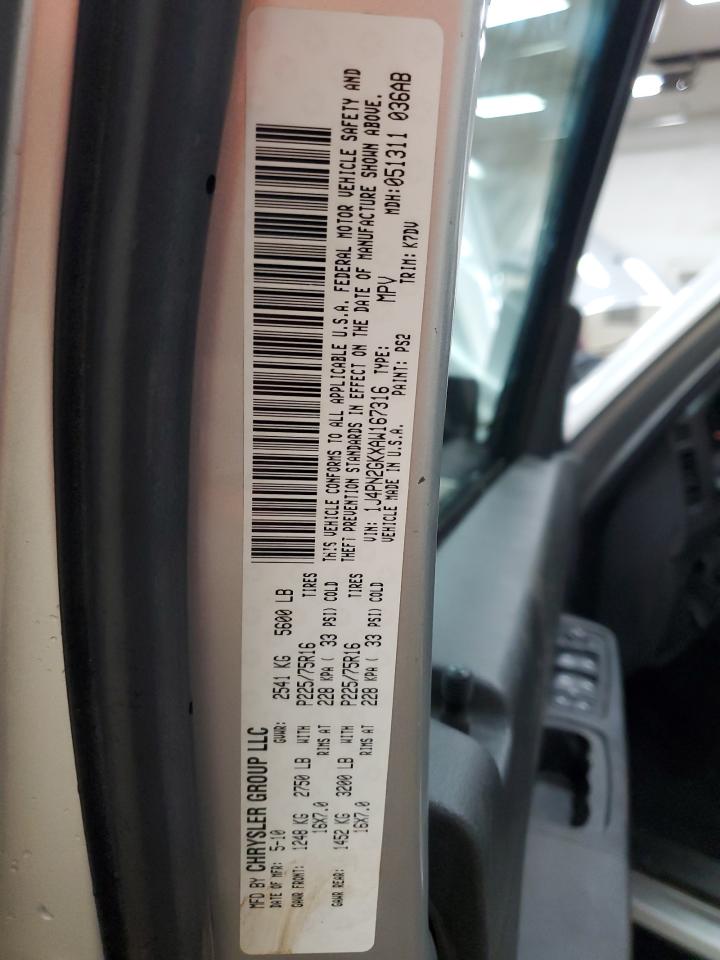 MFD BY CHRYSLER GROUP LLC
DATE OF MFR: 5-10 GVWR: 2541 KG 5600 LB
GAWR FRONT: 1248 KG 2750 LB WITH P225/75R16 TIRES
16X7.0 RIMS AT 228 KPA ( 33 PSI) COLD
GAWR REAR: 1452 KG 3200 LB WITH P225/75R16 TIRES
16X7.0 RIMS AT 228 KPA ( 33 PSI) COLD
THIS VEHICLE CONFORMS TO ALL APPLICABLE U.S.A. FEDERAL MOTOR VEHICLE SAFETY AND
THEFT PREVENTION STANDARDS IN EFFECT ON THE DATE OF MANUFACTURE SHOWN ABOVE.
VIN: 1J4PN2GKXAW167316 TYPE: MPV MDH:051311 036AB
VEHICLE MADE IN U.S.A. PAINT: PS2 TRIM: K7DV